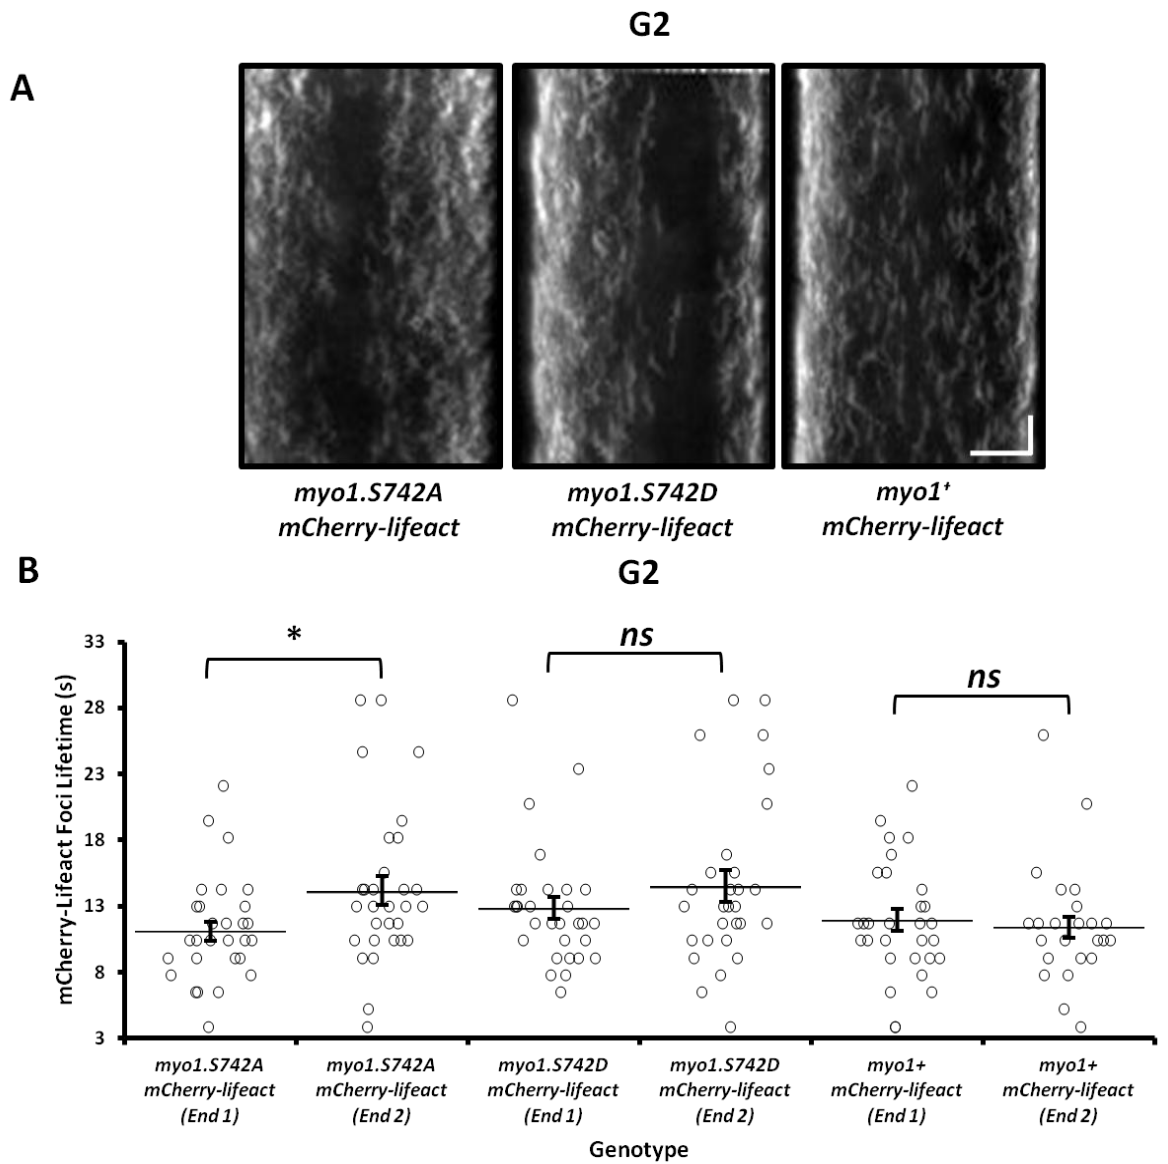 G2
A
myo1.S742A
mCherry-lifeact
myo1.S742D
mCherry-lifeact
myo1⁺
mCherry-lifeact
B
G2
mCherry-Lifeact Foci Lifetime (s)
33
28
23
18
13
8
3
*
ns
ns
myo1.S742A
mCherry-lifeact
(End 1)
myo1.S742A
mCherry-lifeact
(End 2)
myo1.S742D
mCherry-lifeact
(End 1)
myo1.S742D
mCherry-lifeact
(End 2)
myo1+
mCherry-lifeact
(End 1)
myo1+
mCherry-lifeact
(End 2)
Genotype